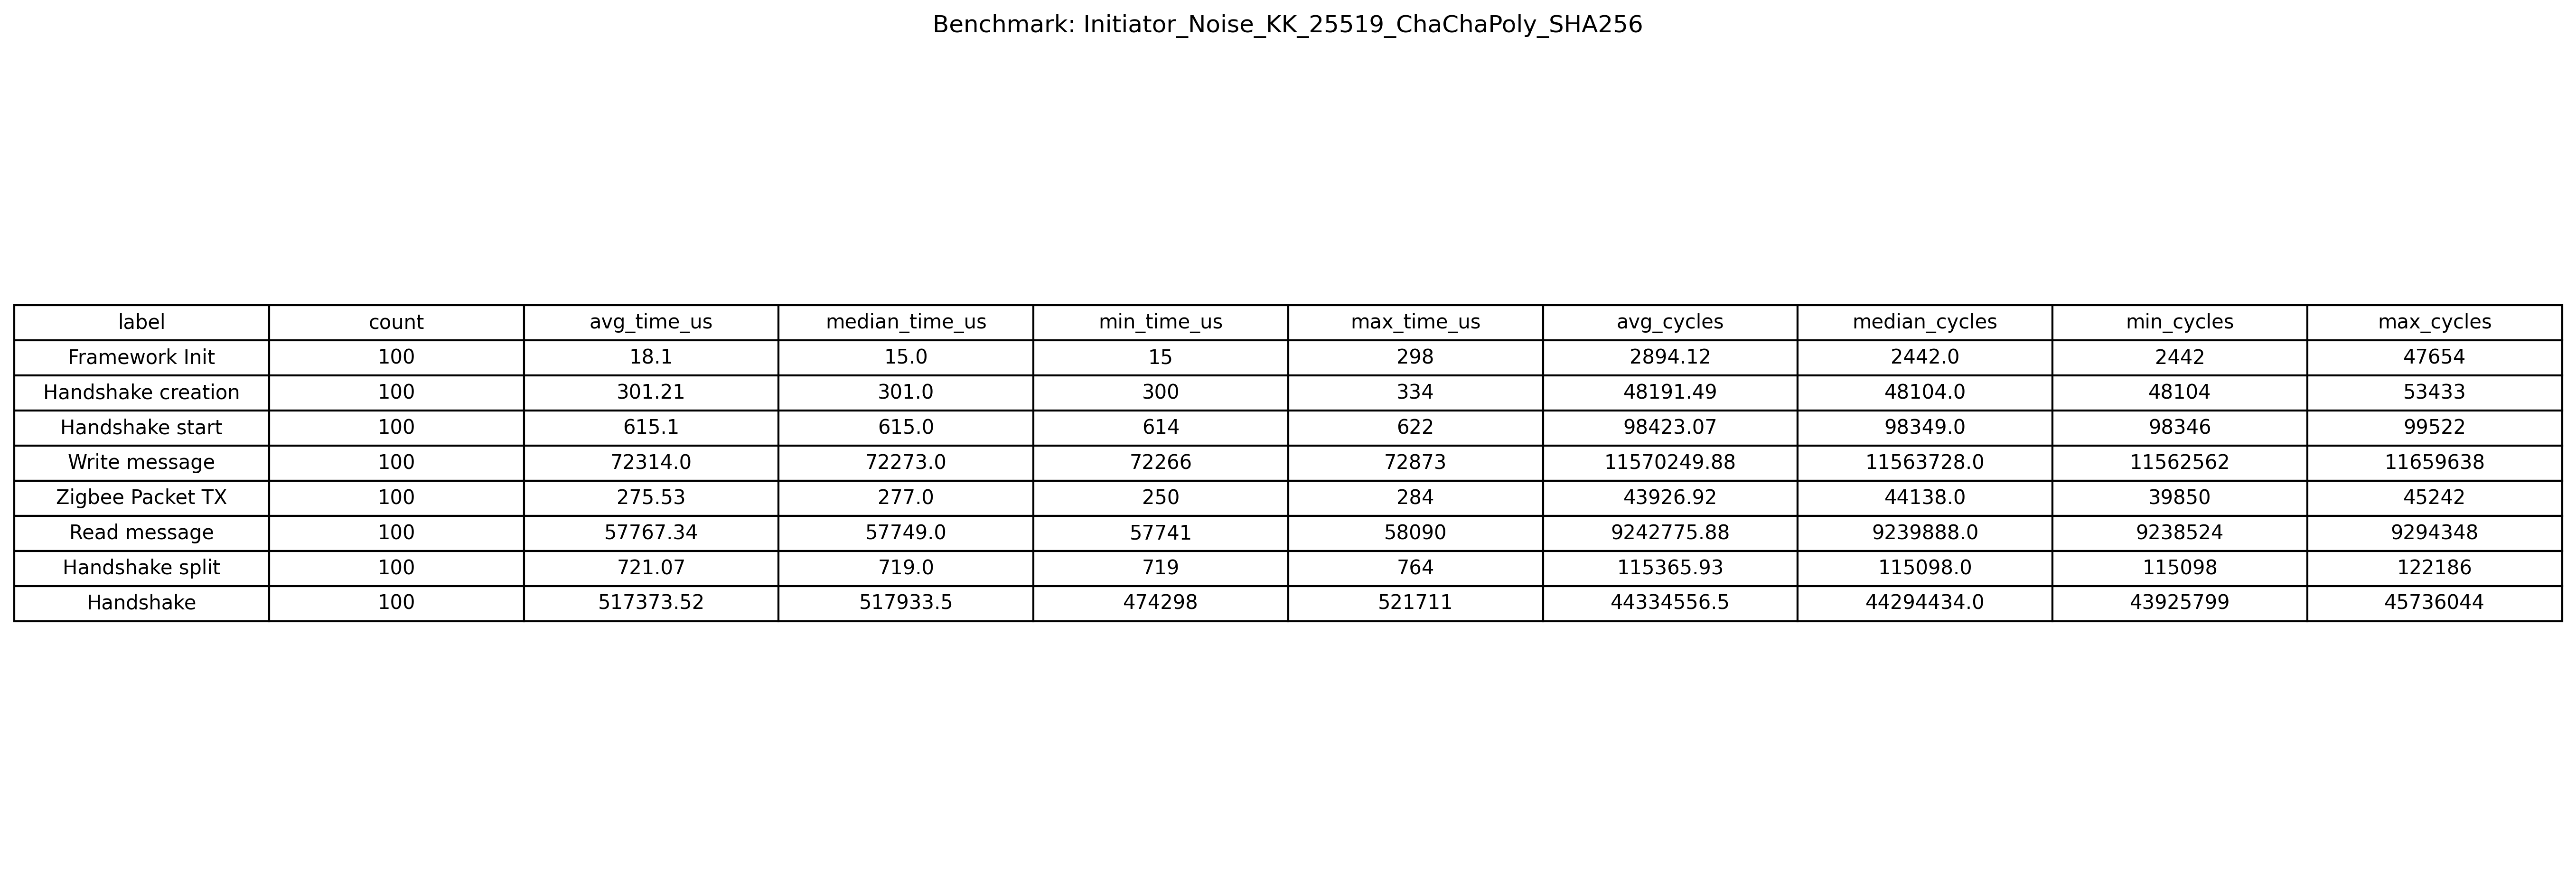 Benchmark: Initiator_Noise_KK_25519_ChaChaPoly_SHA256
label count avg_time_us median_time_us min_time_us max_time_us avg_cycles median_cycles min_cycles max_cycles
Framework Init 100 18.1 15.0 15 298 2894.12 2442.0 2442 47654
Handshake creation 100 301.21 301.0 300 334 48191.49 48104.0 48104 53433
Handshake start 100 615.1 615.0 614 622 98423.07 98349.0 98346 99522
Write message 100 72314.0 72273.0 72266 72873 11570249.88 11563728.0 11562562 11659638
Zigbee Packet TX 100 275.53 277.0 250 284 43926.92 44138.0 39850 45242
Read message 100 57767.34 57749.0 57741 58090 9242775.88 9239888.0 9238524 9294348
Handshake split 100 721.07 719.0 719 764 115365.93 115098.0 115098 122186
Handshake 100 517373.52 517933.5 474298 521711 44334556.5 44294434.0 43925799 45736044